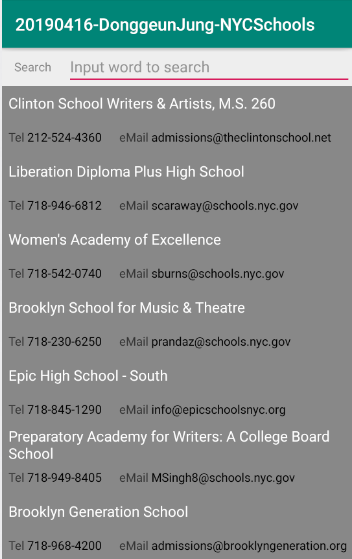 20190416-DonggeunJung-NYCSchools
Search Input word to search
Clinton School Writers & Artists, M.S. 260
Tel 212-524-4360 eMail admissions@theclintonschool.net
Liberation Diploma Plus High School
Tel 718-946-6812 eMail scaraway@schools.nyc.gov
Women's Academy of Excellence
Tel 718-542-0740 eMail sburns@schools.nyc.gov
Brooklyn School for Music & Theatre
Tel 718-230-6250 eMail prandaz@schools.nyc.gov
Epic High School - South
Tel 718-845-1290 eMail info@epicschoolsnyc.org
Preparatory Academy for Writers: A College Board
School
Tel 718-949-8405 eMail MSingh8@schools.nyc.gov
Brooklyn Generation School
Tel 718-968-4200 eMail admissions@brooklyngeneration.org